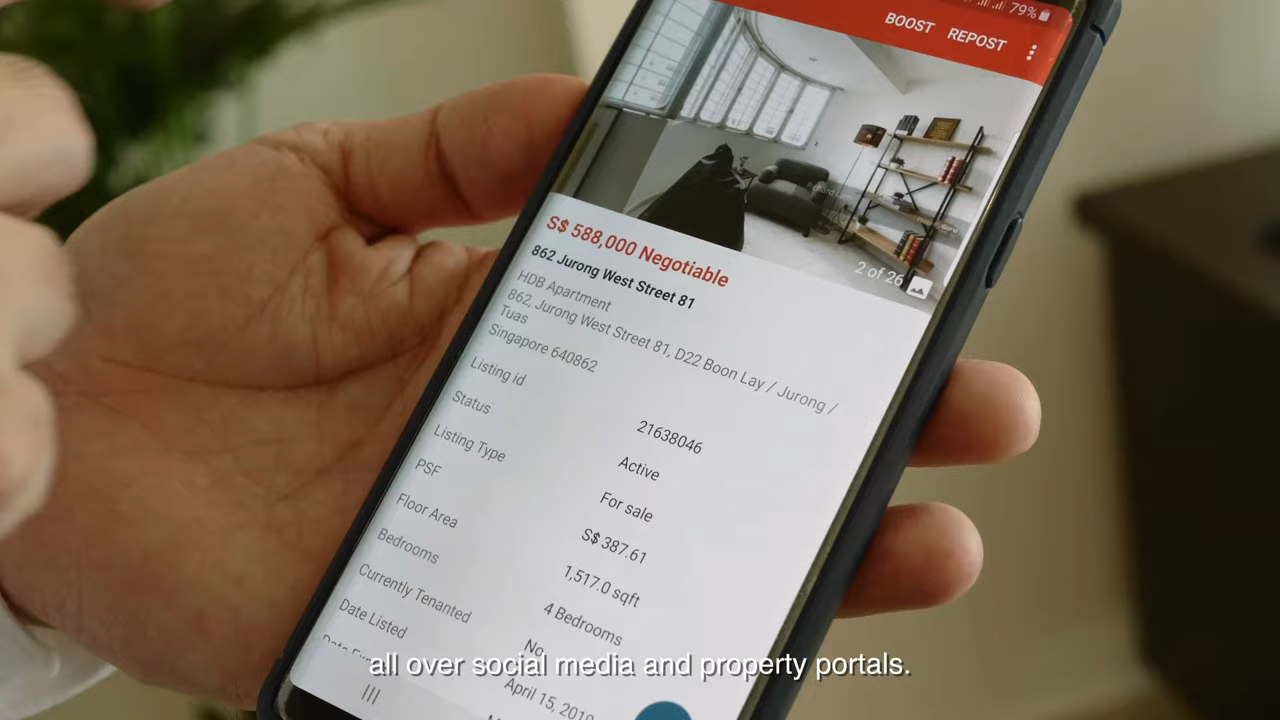 79%
BOOST REPOST
2 of 26
S$ 588,000 Negotiable
862 Jurong West Street 81
HDB Apartment
862, Jurong West Street 81, D22 Boon Lay / Jurong /
Tuas
Singapore 640862
Listing id 21638046
Status Active
Listing Type For sale
PSF S$ 387.61
Floor Area 1,517.0 sqft
Bedrooms 4 Bedrooms
Currently Tenanted No
Date Listed April 15, 2019
all over social media and property portals.